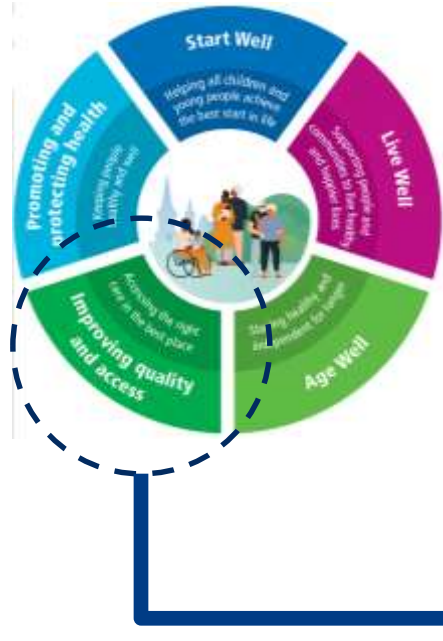 Start Well
Helping all children and
young people achieve
the best start in life
Live Well
Supporting people and
communities to live healthy
and happier lives
Age Well
Staying healthy and
independent for longer
Improving quality
and access
Accessing the right
care in the best place
Promoting and
protecting health
Keeping people
healthy and well